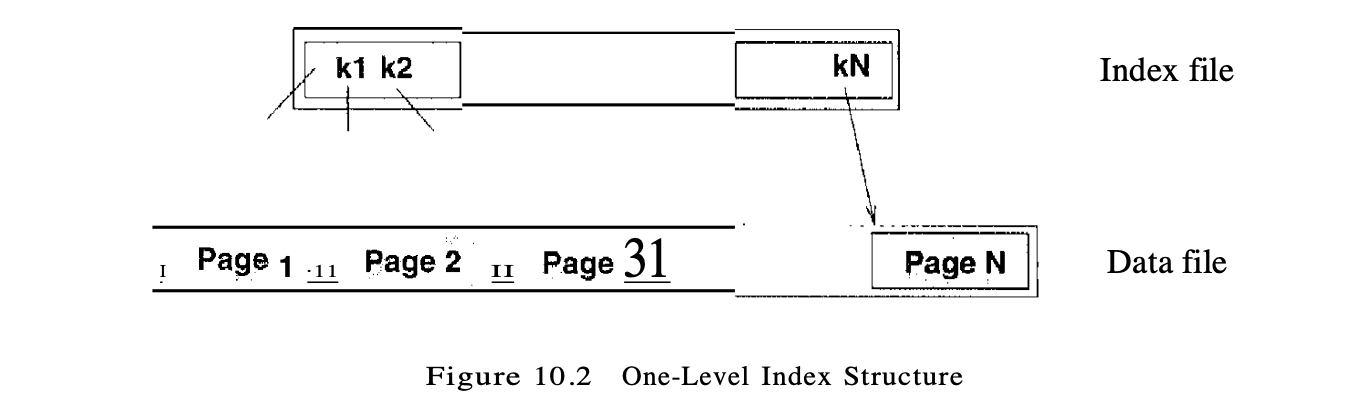 k1 k2 kN Index file
I Page 1 .11 Page 2 II Page 31 Page N Data file
Figure 10.2 One-Level Index Structure